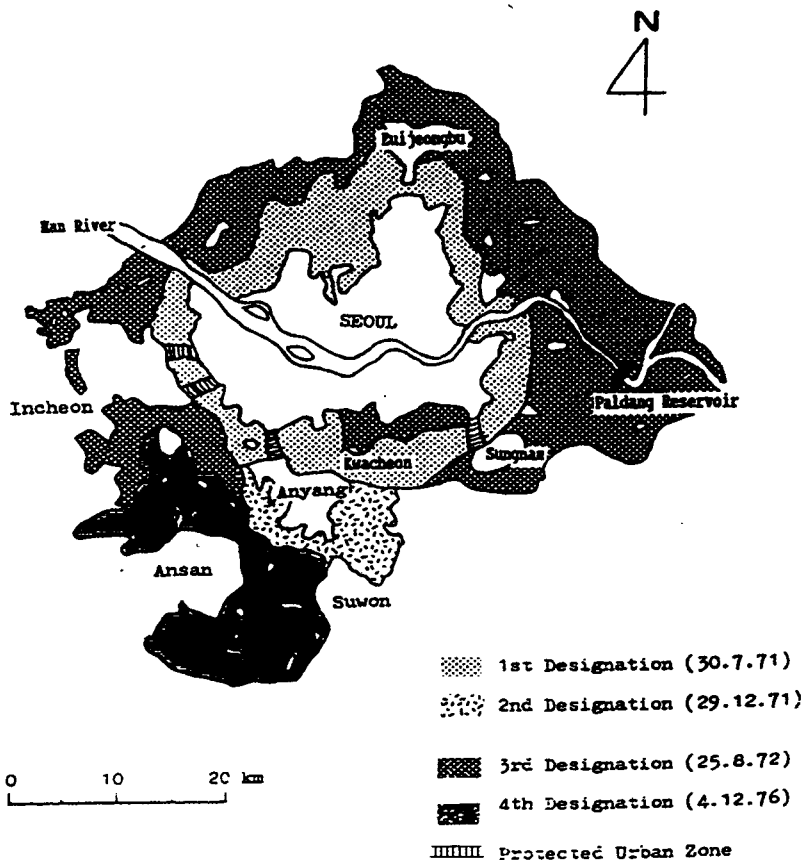 N
Euijeongbu
Han River
SEOUL
Incheon
Paldang Reservoir
Kwacheon
Sungnam
Anyang
Ansan
Suwon
1st Designation (30.7.71)
2nd Designation (29.12.71)
3rd Designation (25.8.72)
4th Designation (4.12.76)
Protected Urban Zone
0 10 20 km